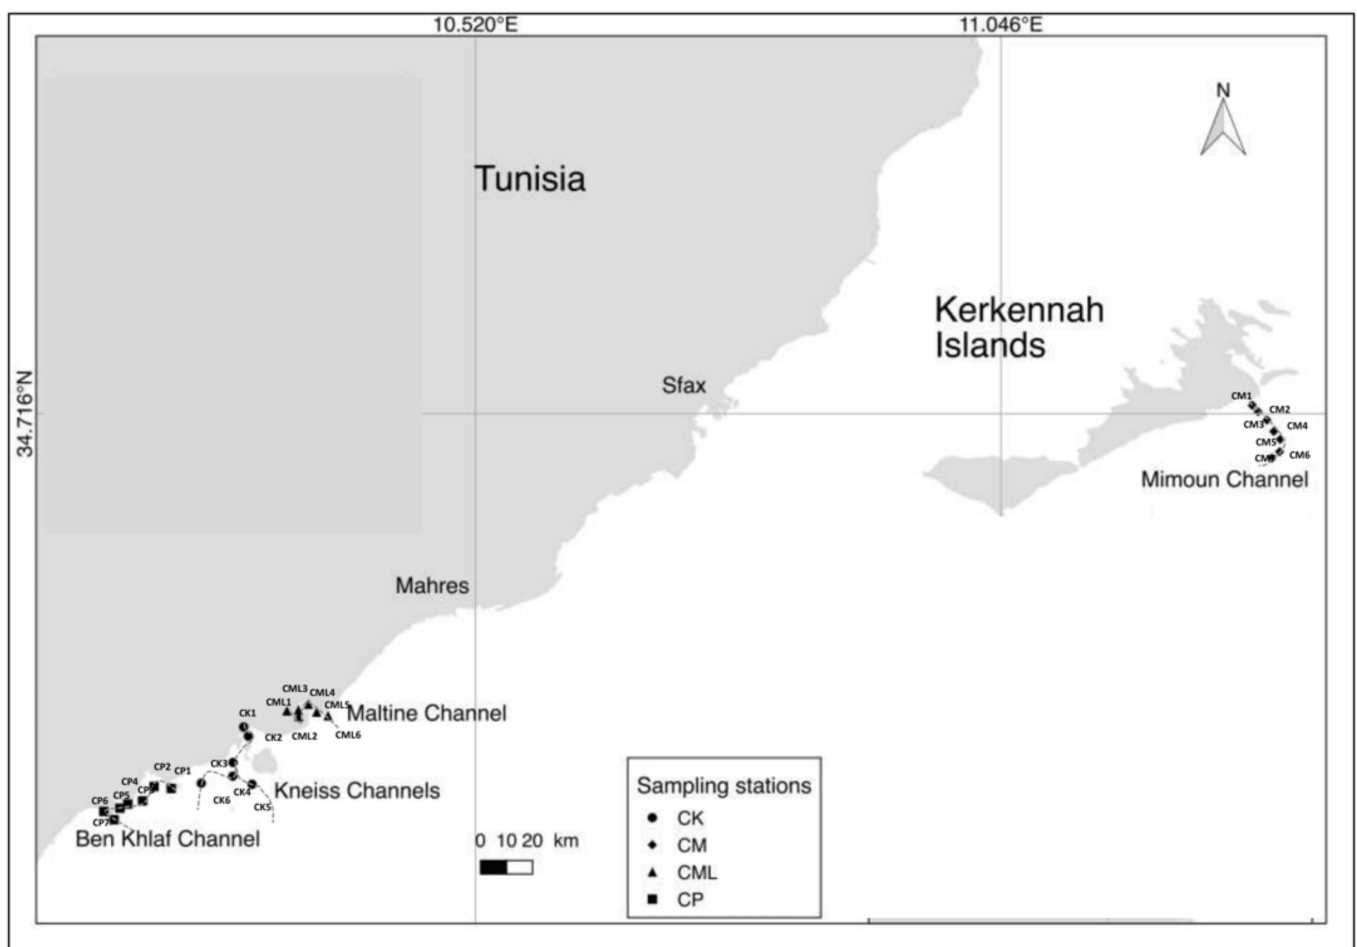 10.520°E
11.046°E
N
Tunisia
Kerkennah
Islands
34.716°N
Sfax
CM1
CM2
CM3
CM4
CM5
CM6
Mimoun Channel
Mahres
CML3
CML4
CML1
CML5
Maltine Channel
CK1
CML2
CML6
CK2
CP2
CP1
CK3
CP4
CK4
Kneiss Channels
CP6
CP5
CK6
CK5
CP7
Ben Khlaf Channel
0 10 20 km
Sampling stations
CK
CM
CML
CP